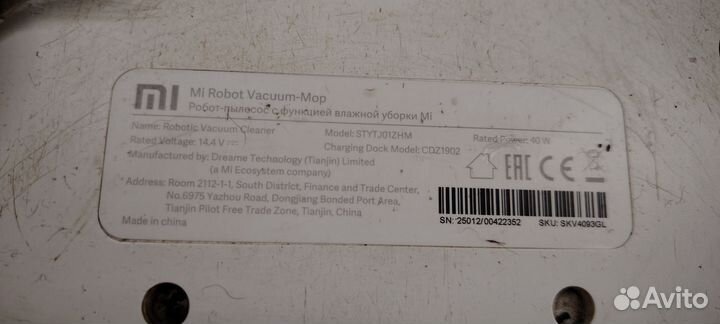 mi Mi Robot Vacuum-Mop
Робот-пылесос с функцией влажной уборки Mi
Name: Robotic Vacuum Cleaner Model: STYTJ01ZHM Rated Power: 40 W
Rated Voltage: 14.4 V⎓ Charging Dock Model: CDZ1902
Manufactured by: Dreame Technology (Tianjin) Limited
(a Mi Ecosystem company)
EAC CE
Address: Room 2112-1-1, South District, Finance and Trade Center,
No.6975 Yazhou Road, Dongjiang Bonded Port Area,
Tianjin Pilot Free Trade Zone, Tianjin, China
Made in china
SN: 25012/00422352 SKU: SKV4093GL
Avito